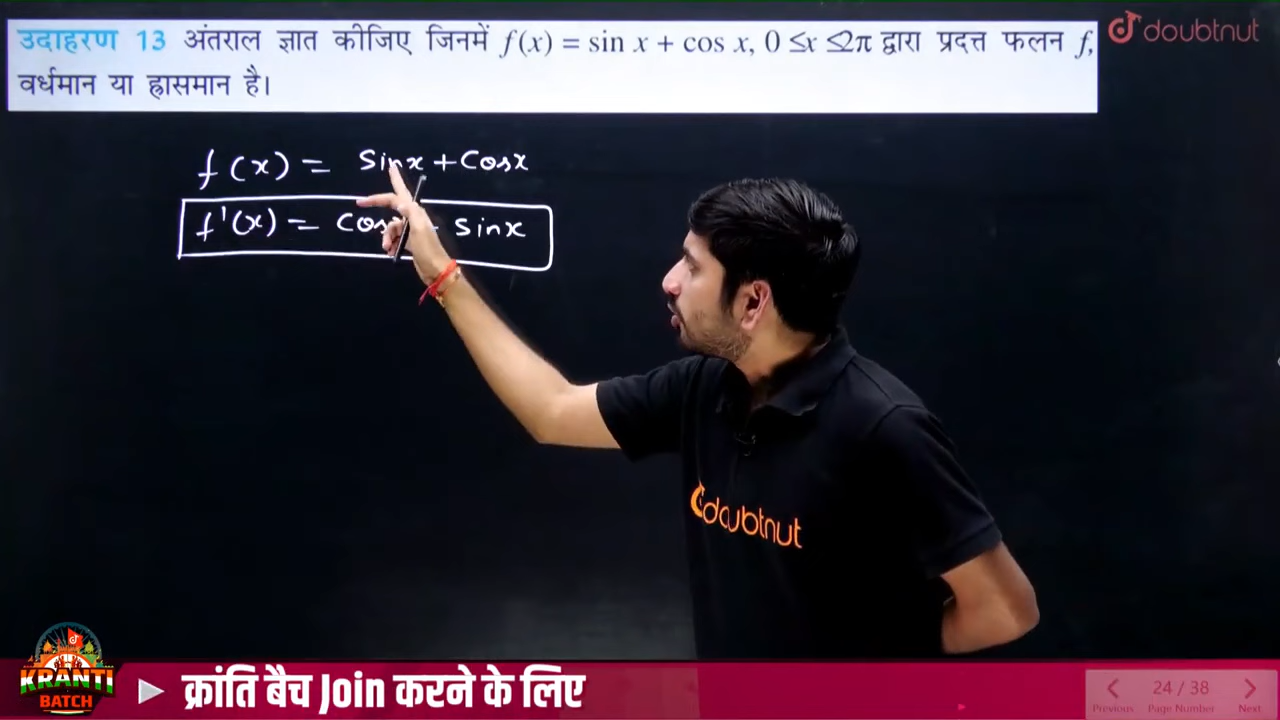 उदाहरण 13 अंतराल ज्ञात कीजिए जिनमें f(x) = sin x + cos x, 0 ≤x ≤2π द्वारा प्रदत्त फलन f,
वर्धमान या ह्रासमान है।
doubtnut
f(x) = sinx + cosx
f'(x) = cos - sinx
doubtnut
KRANTI
BATCH
क्रांति बैच Join करने के लिए
24 / 38
Previous Page Number Next